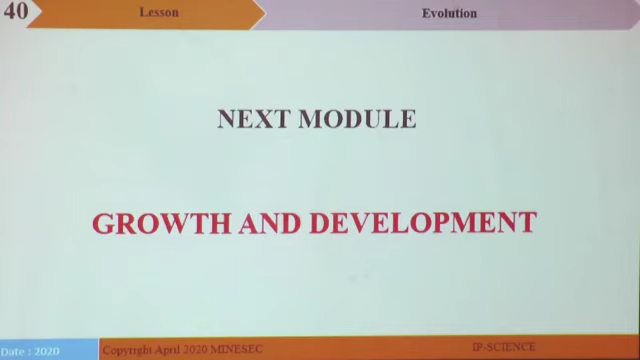 40
Lesson
Evolution
NEXT MODULE
GROWTH AND DEVELOPMENT
Date : 2020
Copyright April 2020 MINESEC
IP-SCIENCE